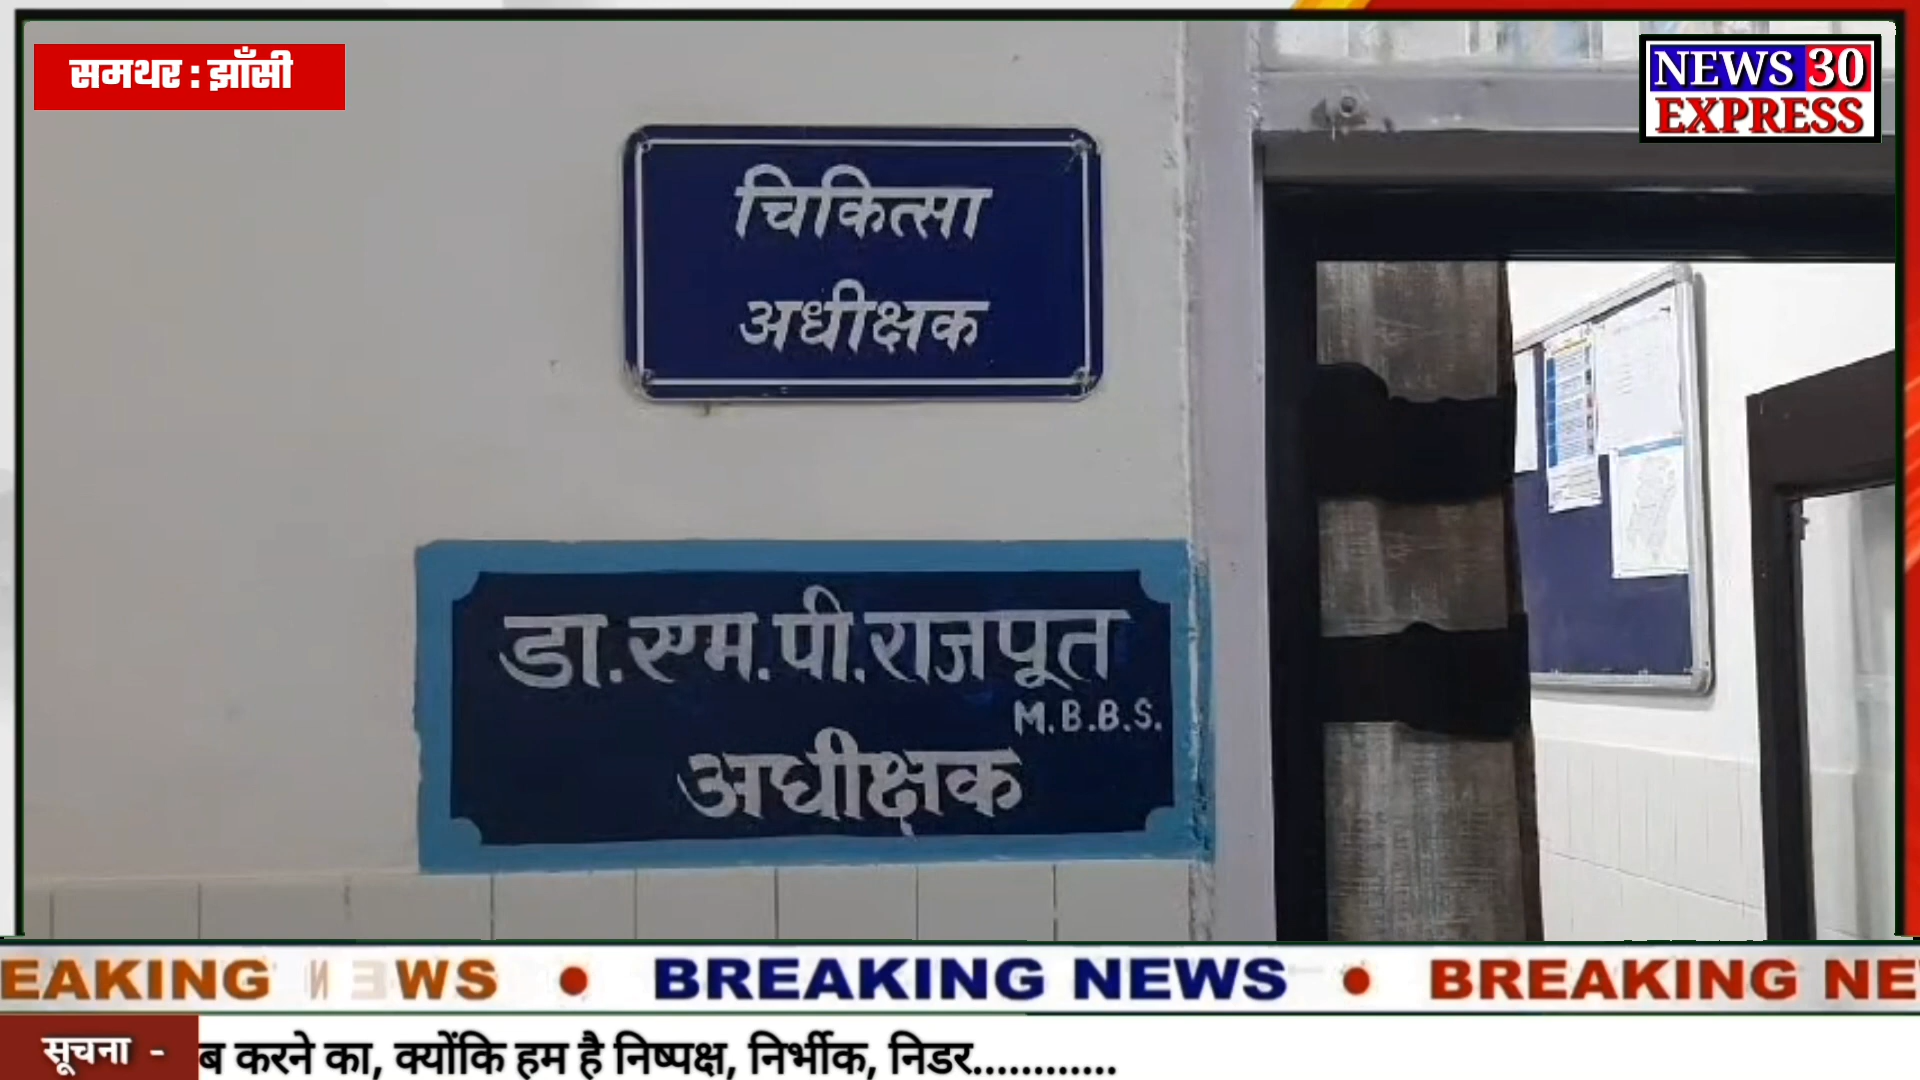 समथर : झाँसी
NEWS 30
EXPRESS
चिकित्सा
अधीक्षक
डा.एम.पी.राजपूत
M.B.B.S.
अधीक्षक
EAKING NEWS • BREAKING NEWS • BREAKING NE
सूचना -
ब करने का, क्योंकि हम है निष्पक्ष, निर्भीक, निडर............